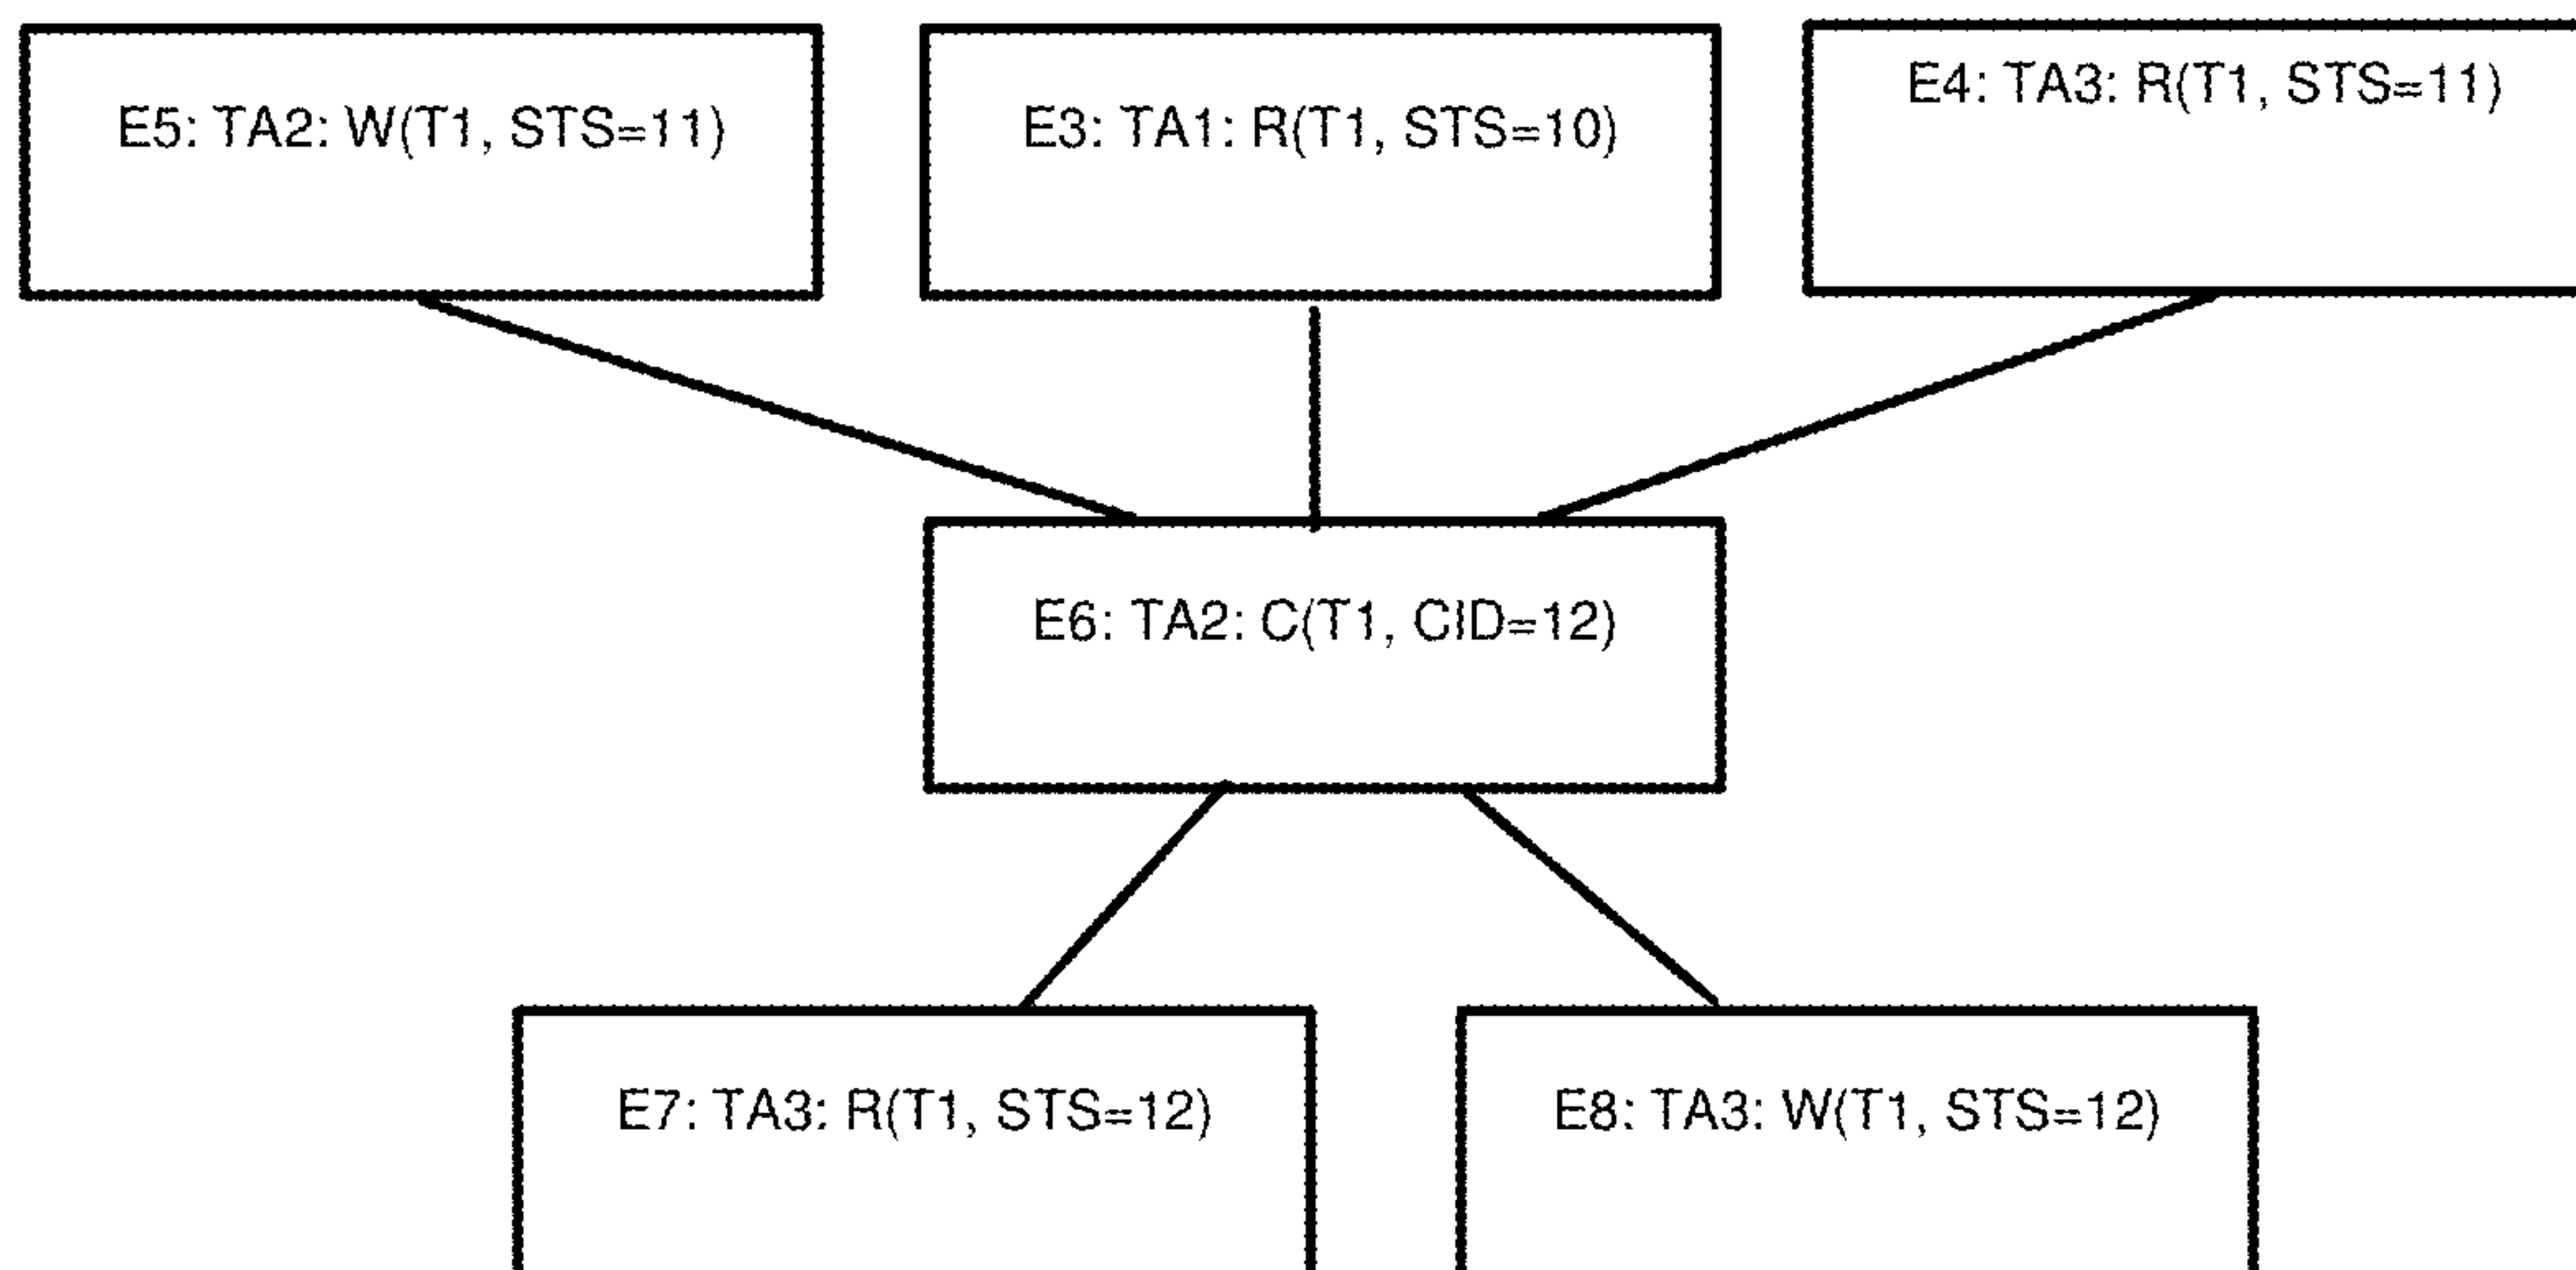 E5: TA2: W(T1, STS=11)
E3: TA1: R(T1, STS=10)
E4: TA3: R(T1, STS=11)
E6: TA2: C(T1, CID=12)
E7: TA3: R(T1, STS=12)
E8: TA3: W(T1, STS=12)